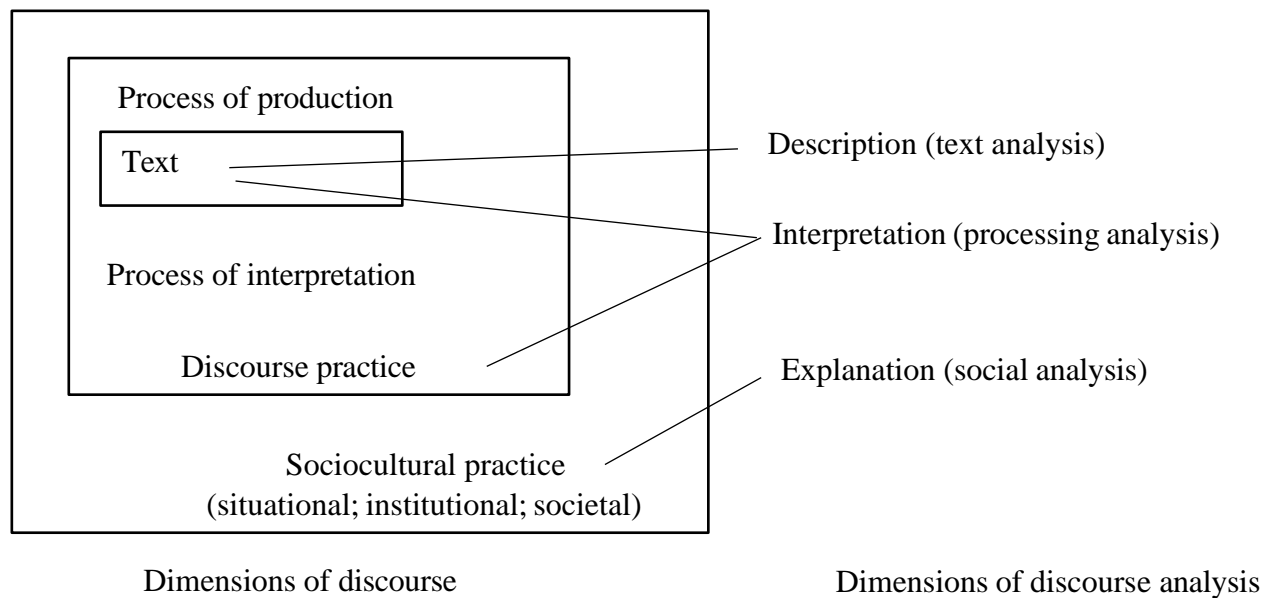 Process of production
Text
Description (text analysis)
Interpretation (processing analysis)
Process of interpretation
Discourse practice
Explanation (social analysis)
Sociocultural practice
(situational; institutional; societal)
Dimensions of discourse
Dimensions of discourse analysis